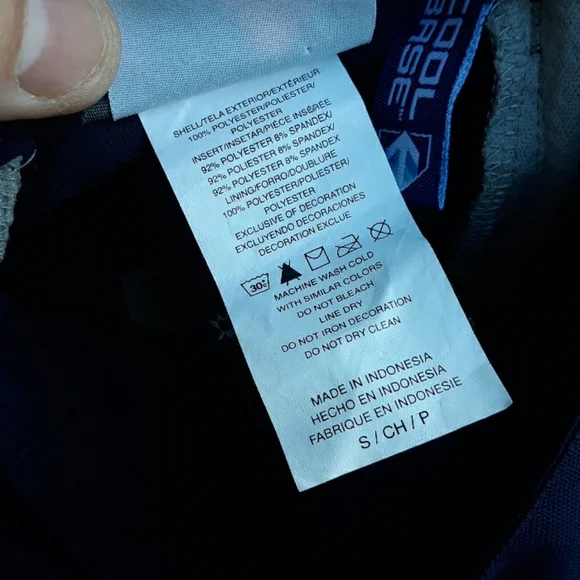 COOL
BASE
SHELL/TELA EXTERIOR/EXTÉRIEUR
100% POLYESTER/POLIESTER/
POLYESTER
INSERT/INSETAR/PIÈCE INSÉRÉE
92% POLYESTER 8% SPANDEX/
92% POLIESTER 8% SPANDEX/
92% POLYESTER 8% SPANDEX
LINING/FORRO/DOUBLURE
100% POLYESTER/POLIESTER/
POLYESTER
EXCLUSIVE OF DECORATION
EXCLUYENDO DECORACIONES
DECORATION EXCLUE
30°C
MACHINE WASH COLD
WITH SIMILAR COLORS
DO NOT BLEACH
LINE DRY
DO NOT IRON DECORATION
DO NOT DRY CLEAN
MADE IN INDONESIA
HECHO EN INDONESIA
FABRIQUE EN INDONESIE
S / CH / P